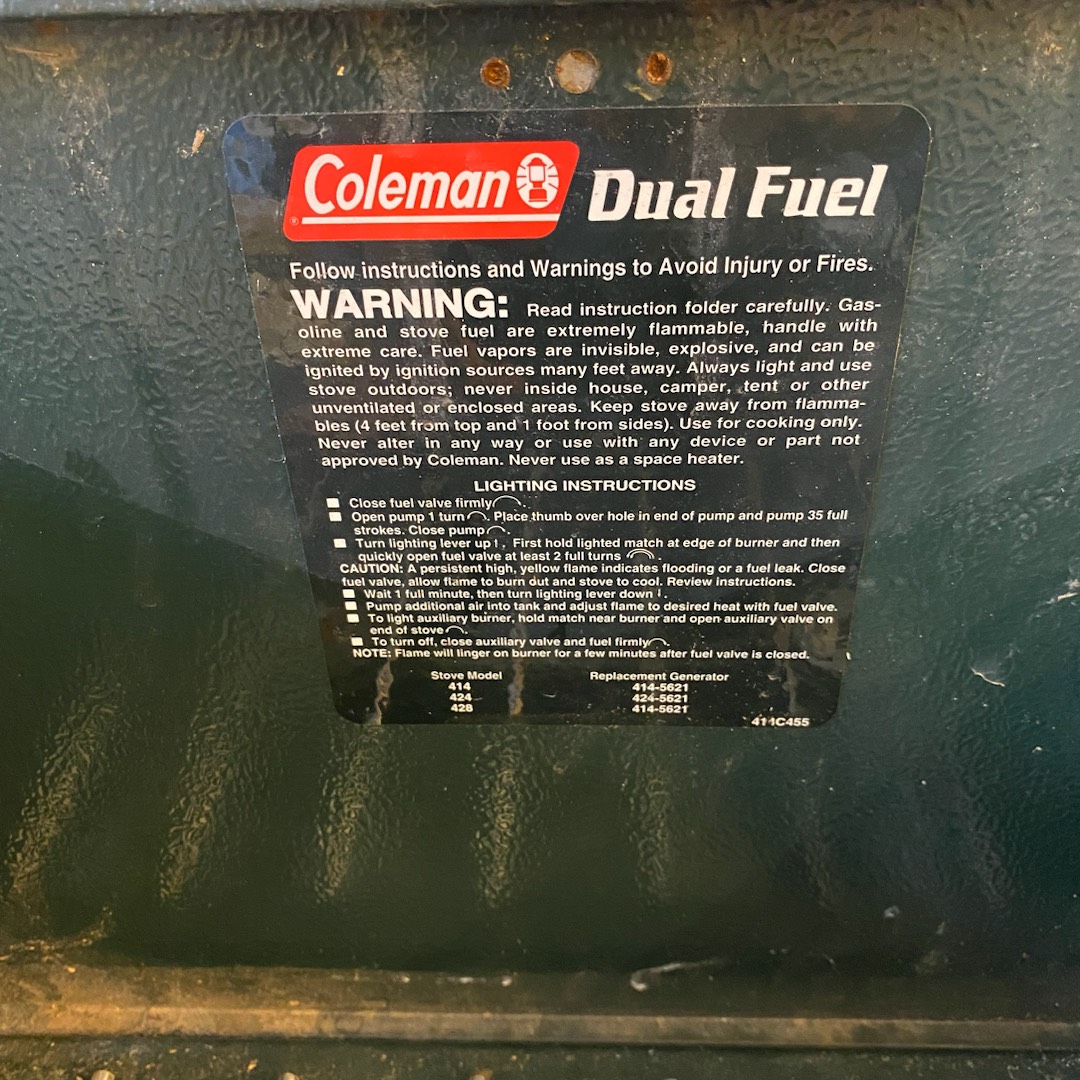 Coleman® Dual Fuel
Follow instructions and Warnings to Avoid Injury or Fires.
WARNING: Read instruction folder carefully. Gas-
oline and stove fuel are extremely flammable, handle with
extreme care. Fuel vapors are invisible, explosive, and can be
ignited by ignition sources many feet away. Always light and use
stove outdoors; never inside house, camper, tent or other
unventilated or enclosed areas. Keep stove away from flamma-
bles (4 feet from top and 1 foot from sides). Use for cooking only.
Never alter in any way or use with any device or part not
approved by Coleman. Never use as a space heater.
LIGHTING INSTRUCTIONS
■ Close fuel valve firmly.
■ Open pump 1 turn. Place thumb over hole in end of pump and pump 35 full
strokes. Close pump.
■ Turn lighting lever up↑. First hold lighted match at edge of burner and then
quickly open fuel valve at least 2 full turns.
CAUTION: A persistent high, yellow flame indicates flooding or a fuel leak. Close
fuel valve, allow flame to burn out and stove to cool. Review instructions.
■ Wait 1 full minute, then turn lighting lever down↓.
■ Pump additional air into tank and adjust flame to desired heat with fuel valve.
■ To light auxiliary burner, hold match near burner and open auxiliary valve on
end of stove.
■ To turn off, close auxiliary valve and fuel firmly.
NOTE: Flame will linger on burner for a few minutes after fuel valve is closed.
Stove Model Replacement Generator
414 414-5621
424 424-5621
428 414-5621
414C455